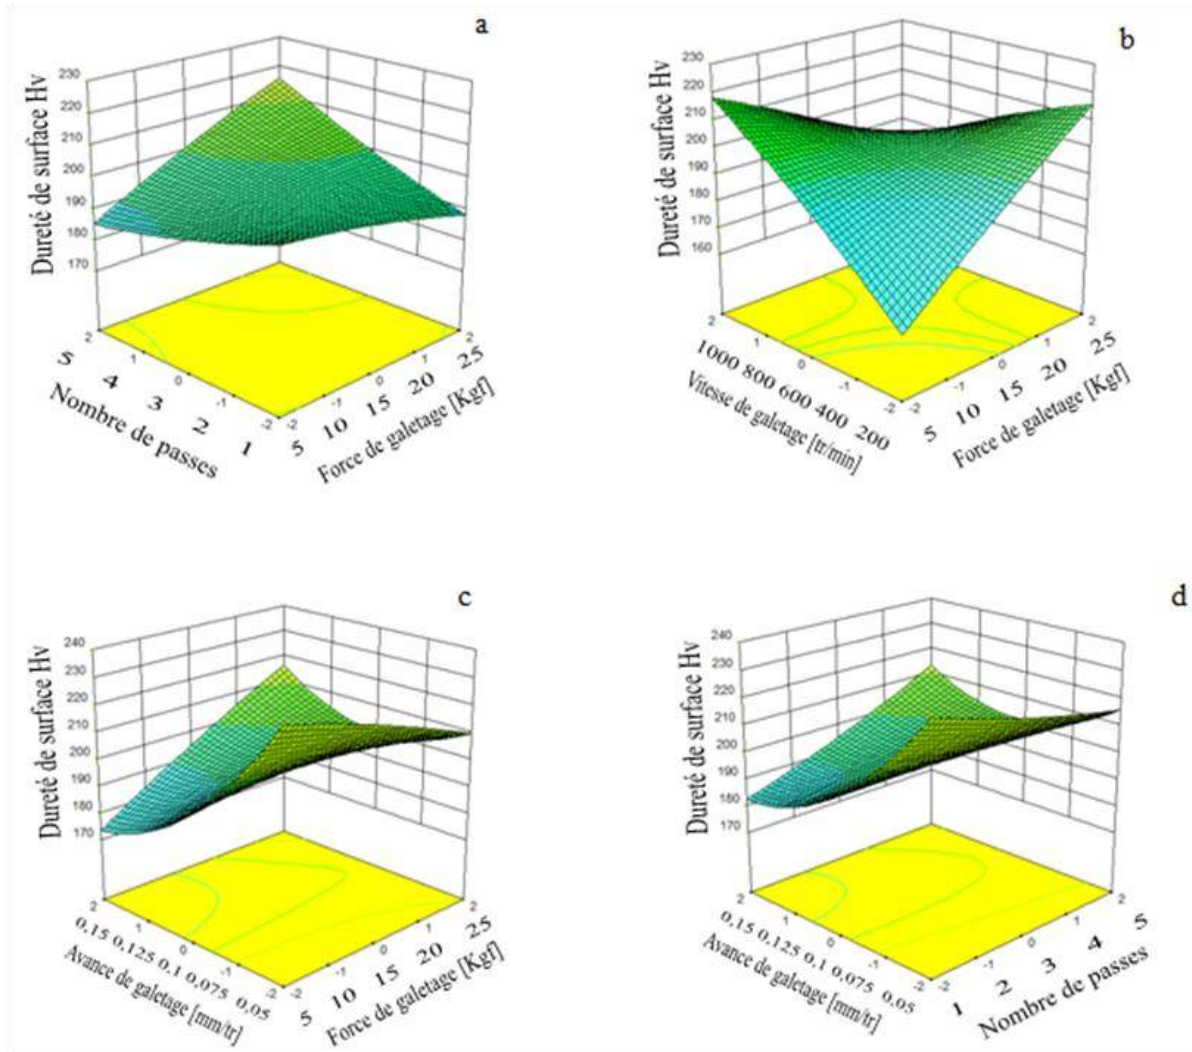 a
230
220
210
200
190
180
170
Dureté de surface Hv
2
1
0
-1
-2
5 4 3 2 1
Nombre de passes
-2
-1
0
1
2
5 10 15 20 25
Force de galetage [Kgf]
b
230
220
210
200
190
180
170
160
Dureté de surface Hv
2
1
0
-1
-2
1000 800 600 400 200
Vitesse de galetage [tr/min]
-2
-1
0
1
2
5 10 15 20 25
Force de galetage [Kgf]
c
240
230
220
210
200
190
180
170
Dureté de surface Hv
2
1
0
-1
-2
0,15 0,125 0,1 0,075 0,05
Avance de galetage [mm/tr]
-2
-1
0
1
2
5 10 15 20 25
Force de galetage [Kgf]
d
240
230
220
210
200
190
180
170
Dureté de surface Hv
2
1
0
-1
-2
0,15 0,125 0,1 0,075 0,05
Avance de galetage [mm/tr]
-2
-1
0
1
2
1 2 3 4 5
Nombre de passes